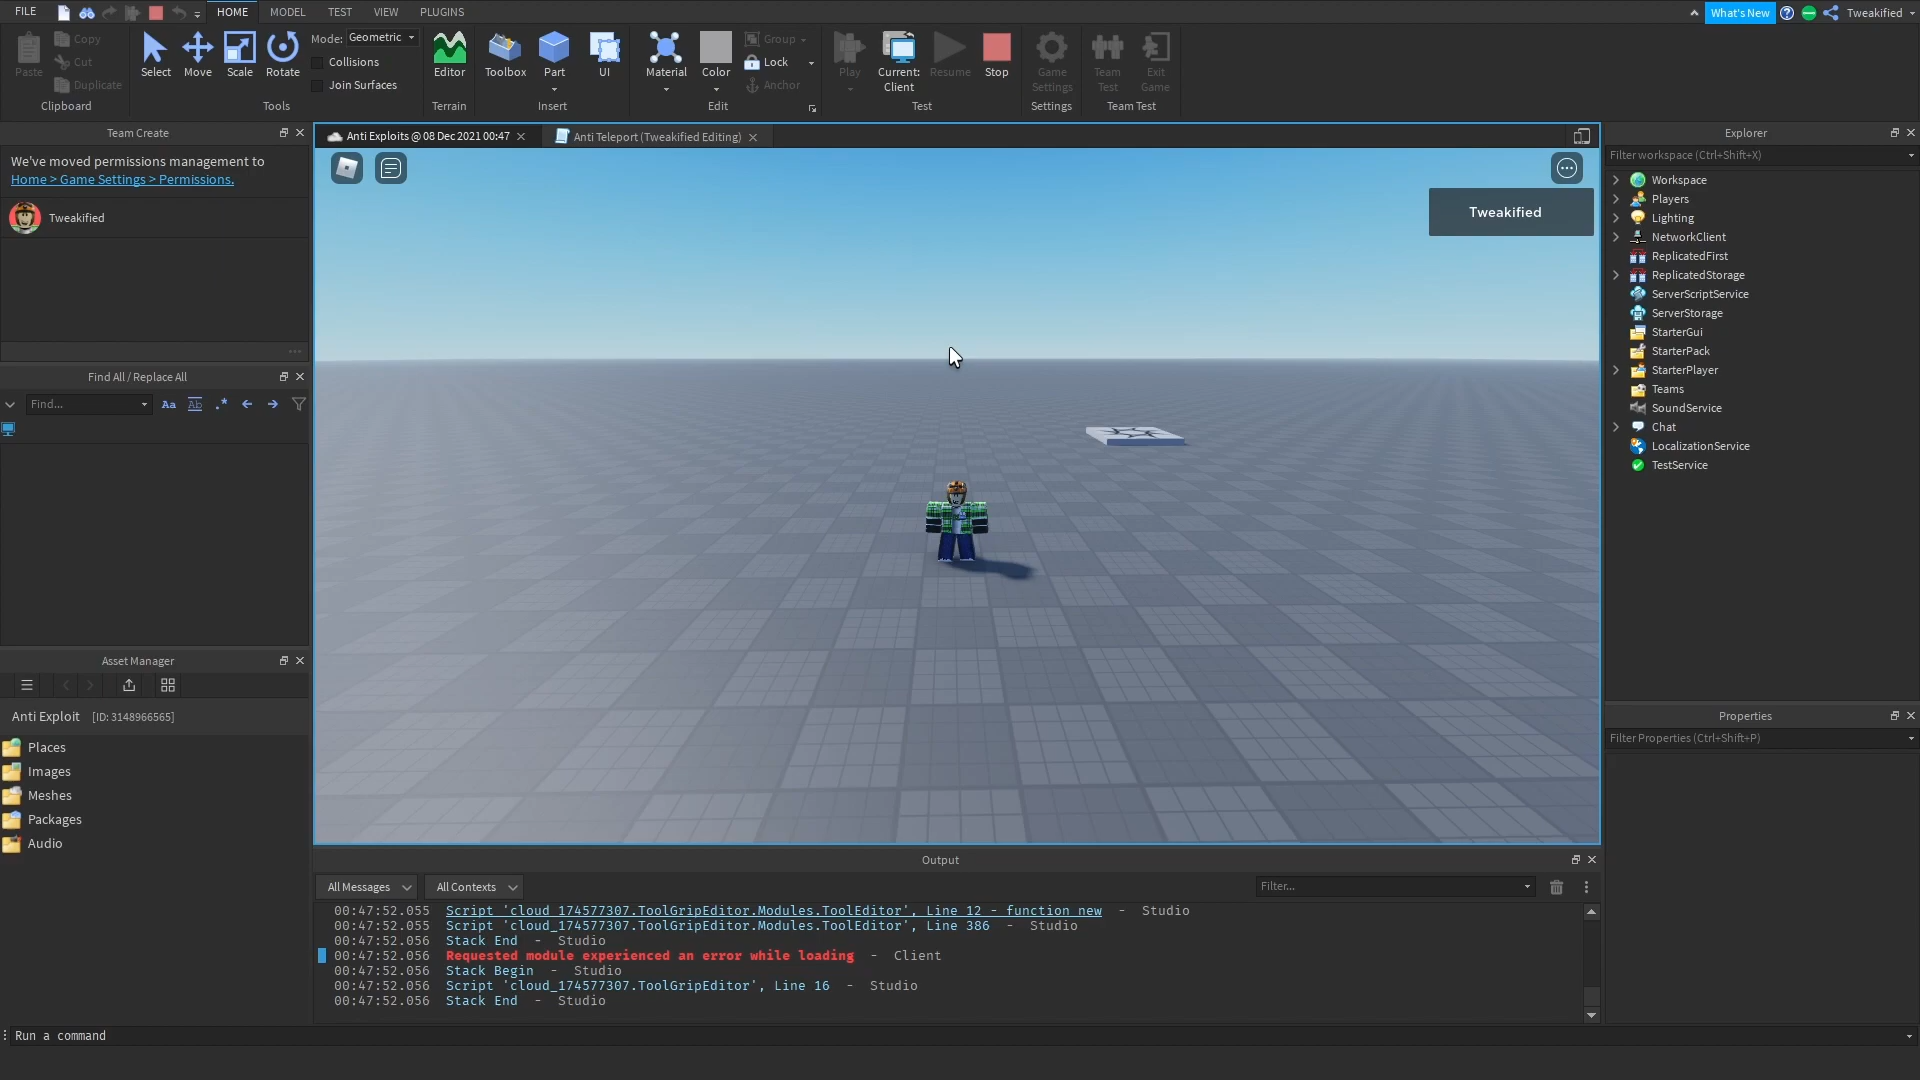 FILE
HOME
MODEL
TEST
VIEW
PLUGINS
What's New
Tweakified
Paste
Copy
Cut
Duplicate
Clipboard
Select
Move
Scale
Rotate
Mode: Geometric
Collisions
Join Surfaces
Tools
Editor
Terrain
Toolbox
Part
UI
Insert
Material
Color
Group
Lock
Anchor
Edit
Play
Current:
Client
Resume
Stop
Test
Game
Settings
Settings
Team
Test
Exit
Game
Team Test
Team Create
We've moved permissions management to
Home > Game Settings > Permissions.
Tweakified
Find All / Replace All
Find...
Aa
Ab
.*
Asset Manager
Anti Exploit [ID: 3148966565]
Places
Images
Meshes
Packages
Audio
Anti Exploits @ 08 Dec 2021 00:47
Anti Teleport (Tweakified Editing)
Tweakified
Output
All Messages
All Contexts
Filter...
00:47:52.055 Script 'cloud_174577307.ToolGripEditor.Modules.ToolEditor', Line 12 - function new - Studio
00:47:52.055 Script 'cloud_174577307.ToolGripEditor.Modules.ToolEditor', Line 386 - Studio
00:47:52.056 Stack End - Studio
00:47:52.056 Requested module experienced an error while loading - Client
00:47:52.056 Stack Begin - Studio
00:47:52.056 Script 'cloud_174577307.ToolGripEditor', Line 16 - Studio
00:47:52.056 Stack End - Studio
Run a command
Explorer
Filter workspace (Ctrl+Shift+X)
Workspace
Players
Lighting
NetworkClient
ReplicatedFirst
ReplicatedStorage
ServerScriptService
ServerStorage
StarterGui
StarterPack
StarterPlayer
Teams
SoundService
Chat
LocalizationService
TestService
Properties
Filter Properties (Ctrl+Shift+P)